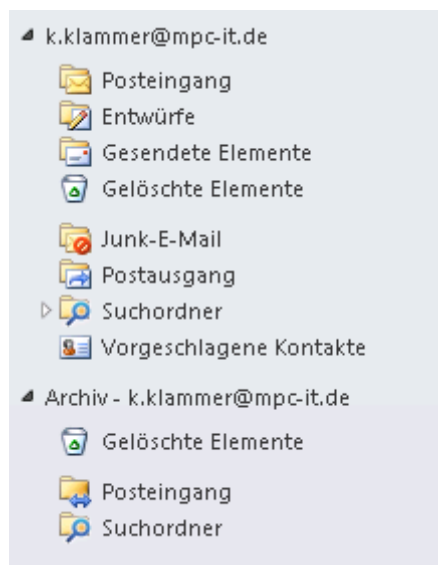 k.klammer@mpc-it.de
Posteingang
Entwürfe
Gesendete Elemente
Gelöschte Elemente
Junk-E-Mail
Postausgang
Suchordner
Vorgeschlagene Kontakte
Archiv - k.klammer@mpc-it.de
Gelöschte Elemente
Posteingang
Suchordner